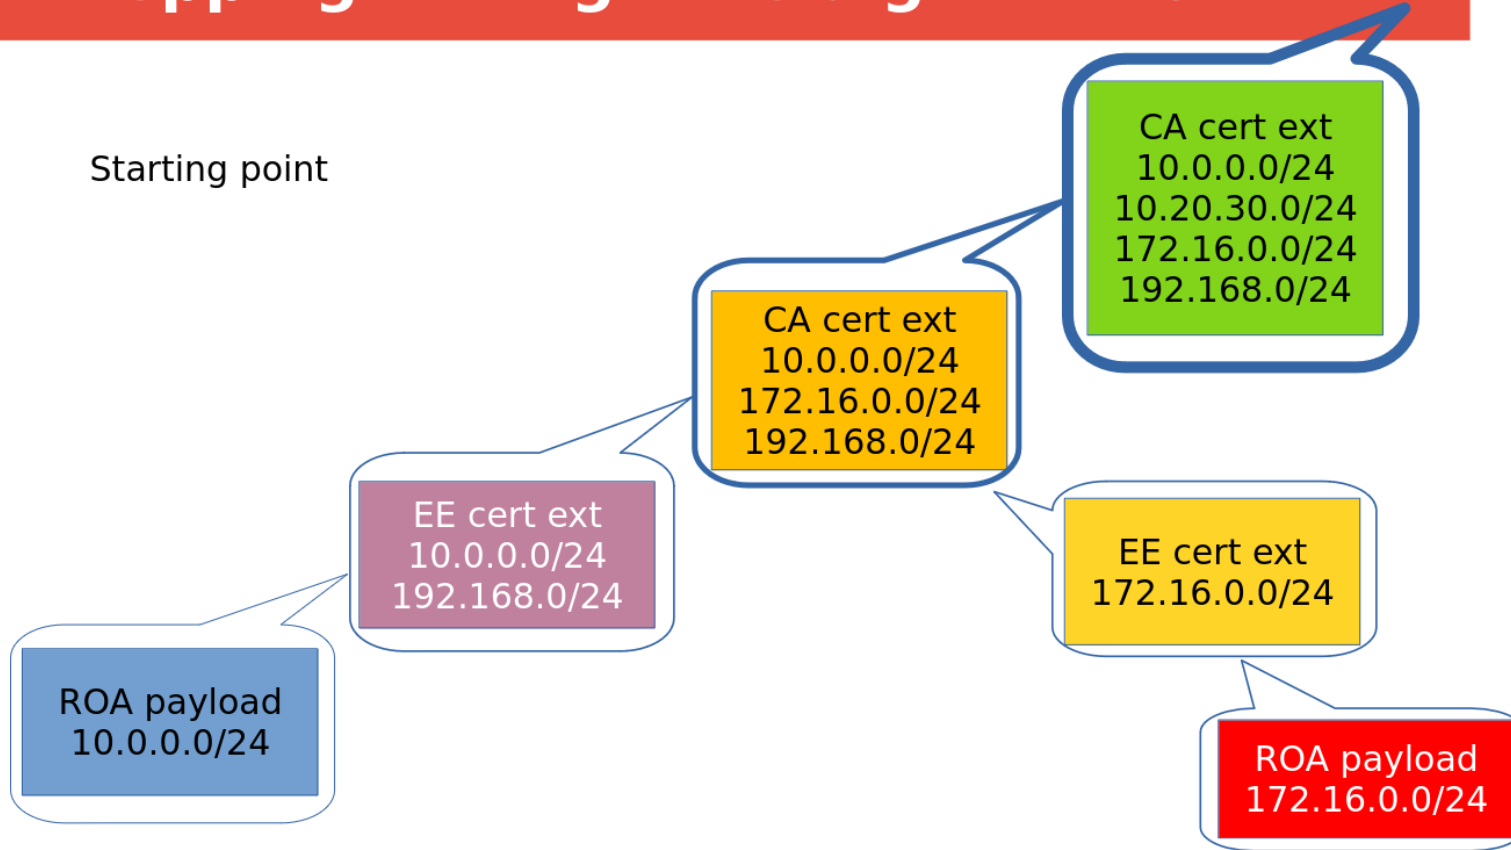 Starting point
CA cert ext
10.0.0.0/24
10.20.30.0/24
172.16.0.0/24
192.168.0/24
CA cert ext
10.0.0.0/24
172.16.0.0/24
192.168.0/24
EE cert ext
10.0.0.0/24
192.168.0/24
EE cert ext
172.16.0.0/24
ROA payload
10.0.0.0/24
ROA payload
172.16.0.0/24